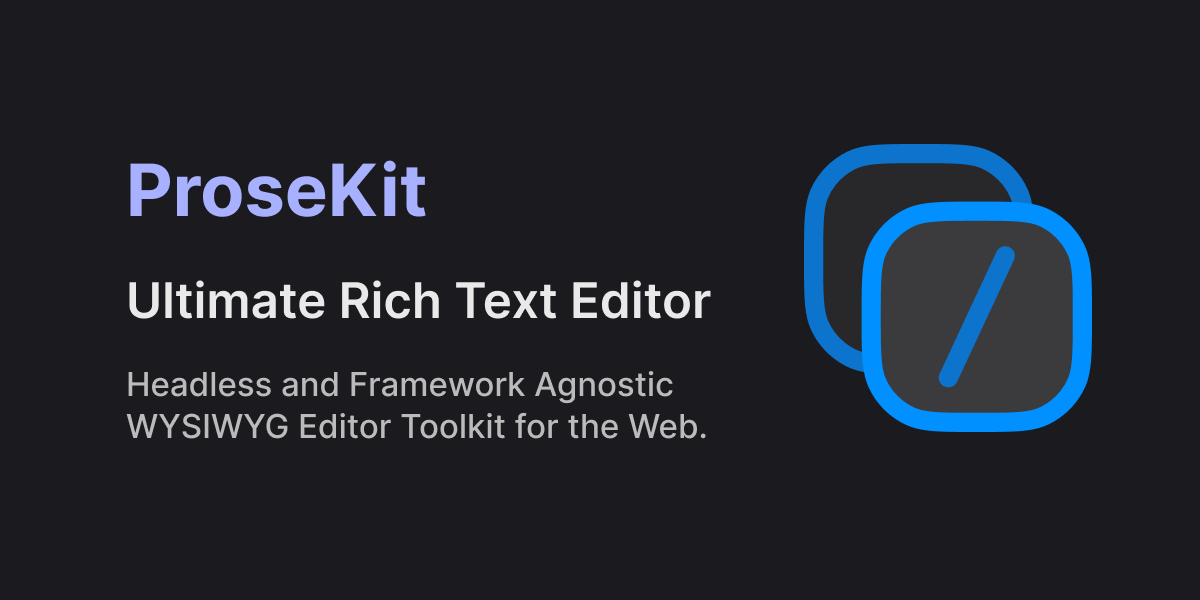 ProseKit
Ultimate Rich Text Editor
Headless and Framework Agnostic
WYSIWYG Editor Toolkit for the Web.